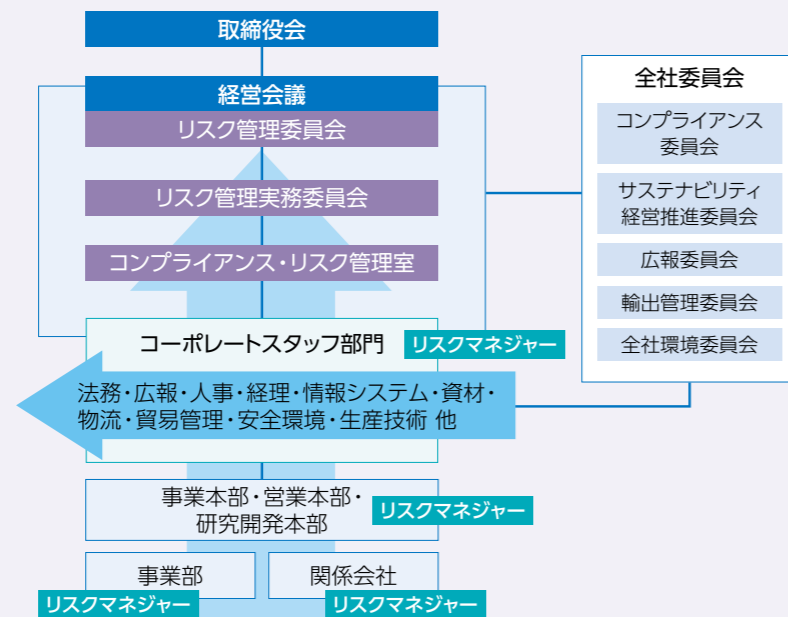 取締役会
経営会議
リスク管理委員会
リスク管理実務委員会
コンプライアンス・リスク管理室
コーポレートスタッフ部門
リスクマネジャー
法務・広報・人事・経理・情報システム・資材・
物流・貿易管理・安全環境・生産技術 他
事業本部・営業本部・
研究開発本部
リスクマネジャー
事業部
リスクマネジャー
関係会社
リスクマネジャー
全社委員会
コンプライアンス
委員会
サステナビリティ
経営推進委員会
広報委員会
輸出管理委員会
全社環境委員会